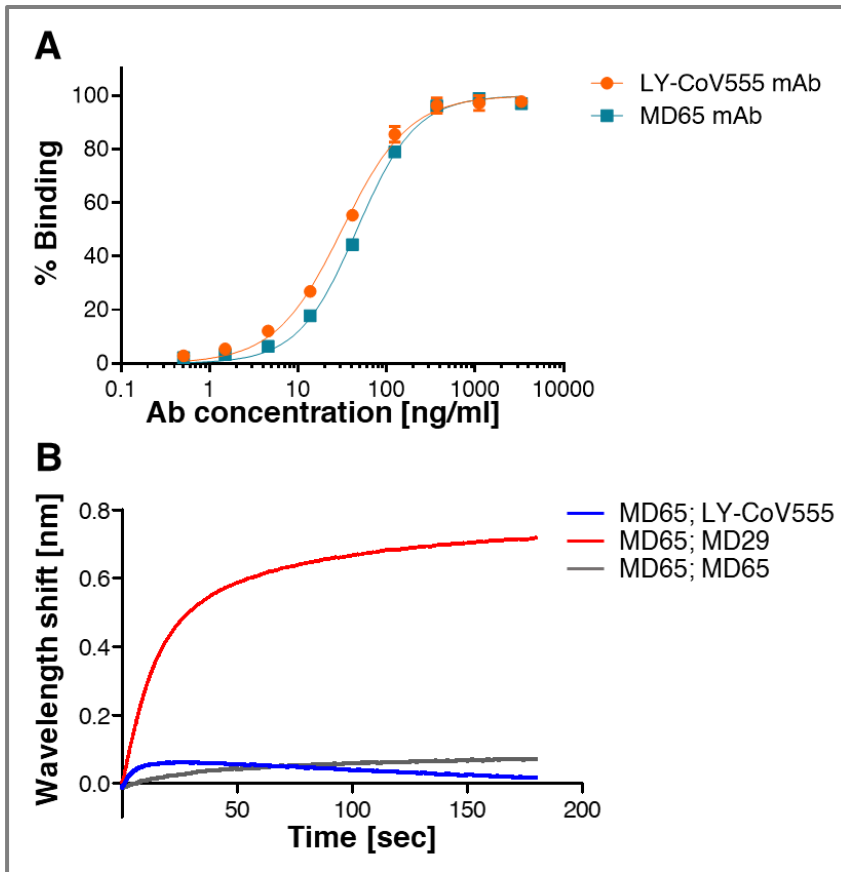 A
LY-CoV555 mAb
MD65 mAb
% Binding
100
80
60
40
20
0
0.1 1 10 100 1000 10000
Ab concentration [ng/ml]
B
MD65; LY-CoV555
MD65; MD29
MD65; MD65
Wavelength shift [nm]
0.8
0.6
0.4
0.2
0.0
50 100 150 200
Time [sec]